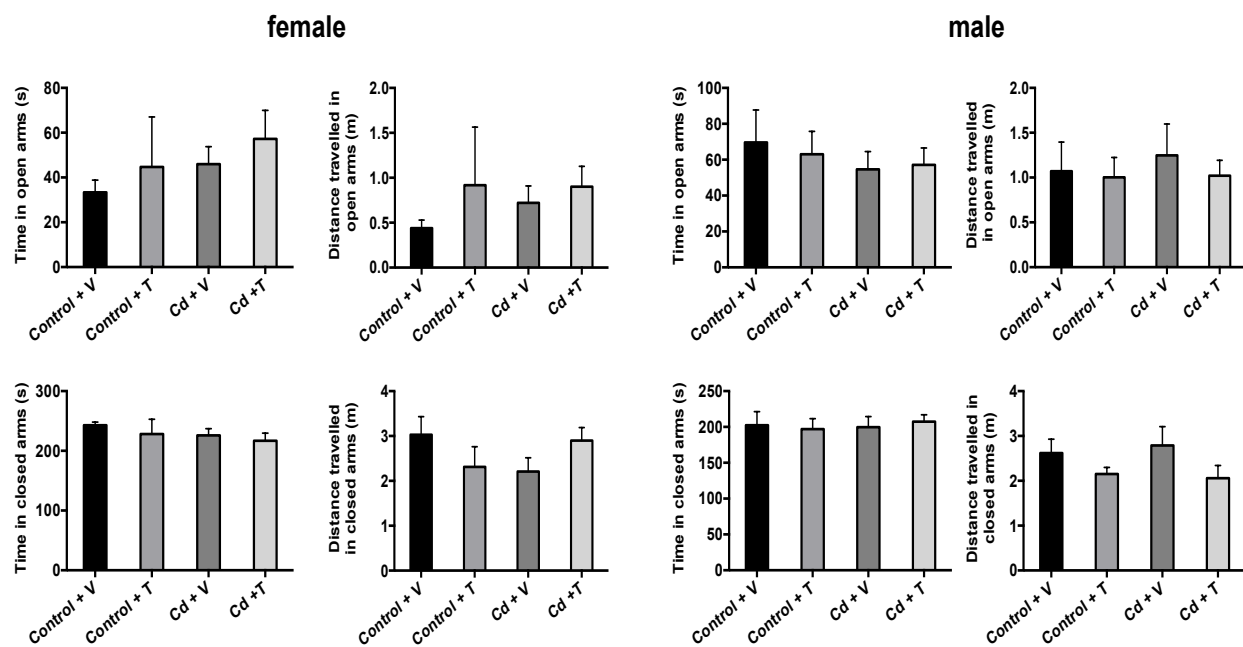 female
male
Time in open arms (s)
80
60
40
20
0
Control + V
Control + T
Cd + V
Cd +T
Distance travelled in
open arms (m)
2.0
1.5
1.0
0.5
0.0
Control + V
Control + T
Cd + V
Cd +T
Time in open arms (s)
100
80
60
40
20
0
Control + V
Control + T
Cd + V
Cd +T
Distance travelled
in open arms (m)
2.0
1.5
1.0
0.5
0.0
Control + V
Control + T
Cd + V
Cd +T
Time in closed arms (s)
300
200
100
0
Control + V
Control + T
Cd + V
Cd +T
Distance travelled
in closed arms (m)
4
3
2
1
0
Control + V
Control + T
Cd + V
Cd +T
Time in closed arms (s)
250
200
150
100
50
0
Control + V
Control + T
Cd + V
Cd +T
Distance travelled in
closed arms (m)
4
3
2
1
0
Control + V
Control + T
Cd + V
Cd +T